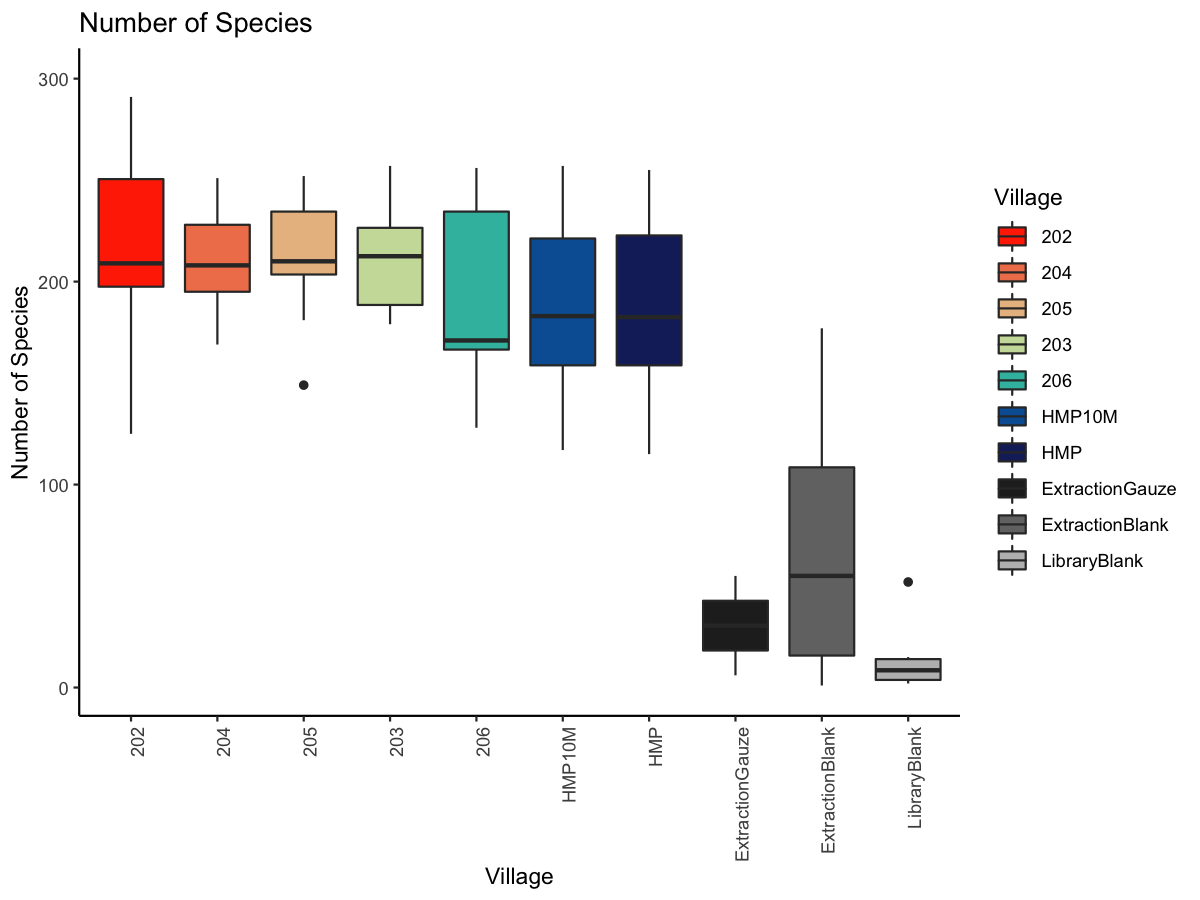 Number of Species
Number of Species
300
200
100
0
202
204
205
203
206
HMP10M
HMP
ExtractionGauze
ExtractionBlank
LibraryBlank
Village
Village
202
204
205
203
206
HMP10M
HMP
ExtractionGauze
ExtractionBlank
LibraryBlank